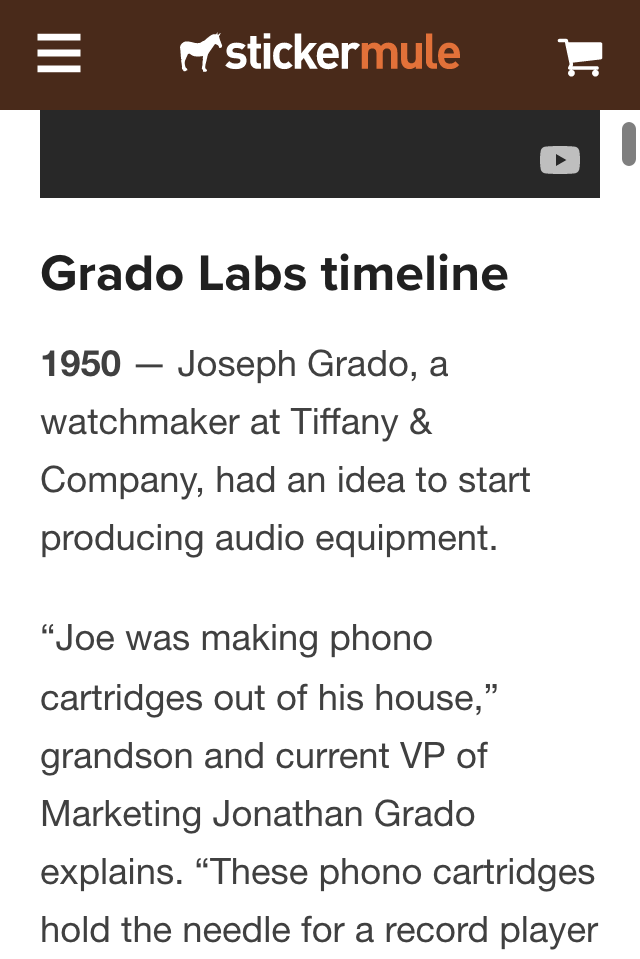 stickermule
Grado Labs timeline
1950 — Joseph Grado, a
watchmaker at Tiffany &
Company, had an idea to start
producing audio equipment.
“Joe was making phono
cartridges out of his house,”
grandson and current VP of
Marketing Jonathan Grado
explains. “These phono cartridges
hold the needle for a record player